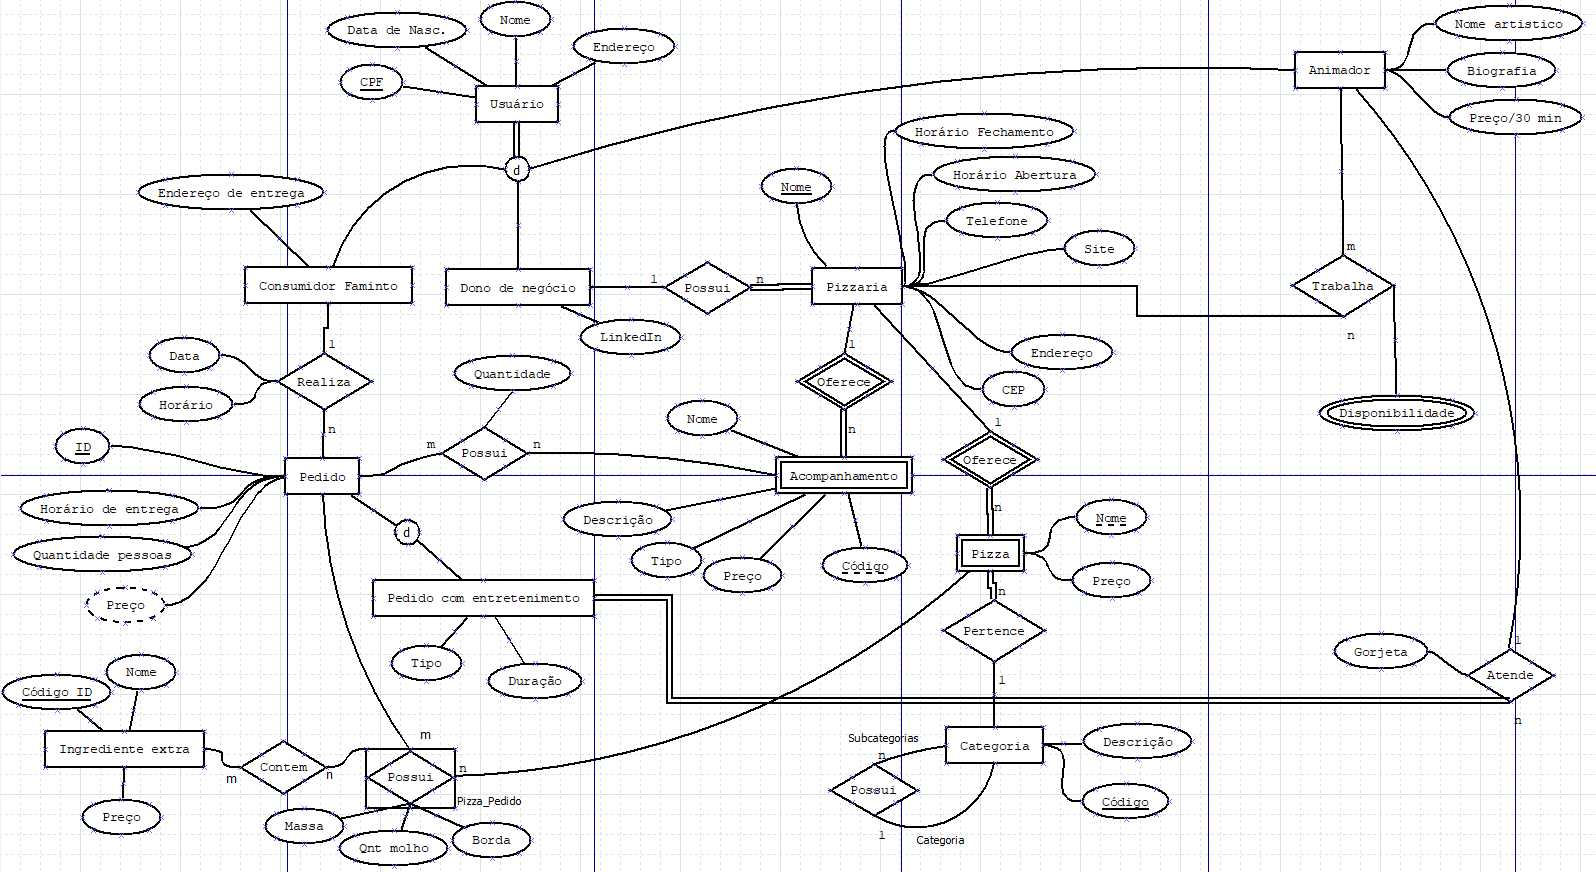 Nome
Data de Nasc.
Endereço
CPF
Usuário
d
Nome artistico
Animador
Biografia
Preço/30 min
Horário Fechamento
Horário Abertura
Nome
Telefone
Site
Endereço de entrega
Consumidor Faminto
Dono de negócio
1
Possui
n
Pizzaria
m
Trabalha
n
LinkedIn
Endereço
CEP
Disponibilidade
Data
Horário
1
Realiza
n
Quantidade
1
Oferece
n
Nome
ID
Pedido
m
Possui
n
Acompanhamento
1
Oferece
n
Horário de entrega
Quantidade pessoas
Preço
d
Descrição
Tipo
Preço
Código
Pizza
Nome
Preço
Pedido com entretenimento
Tipo
Duração
n
Pertence
1
Gorjeta
1
Atende
n
Nome
Código ID
Ingrediente extra
Preço
m
Contem
n
m
Possui
n
Pizza_Pedido
Massa
Qnt molho
Borda
Subcategorias
n
Possui
1
Categoria
Categoria
Descrição
Código